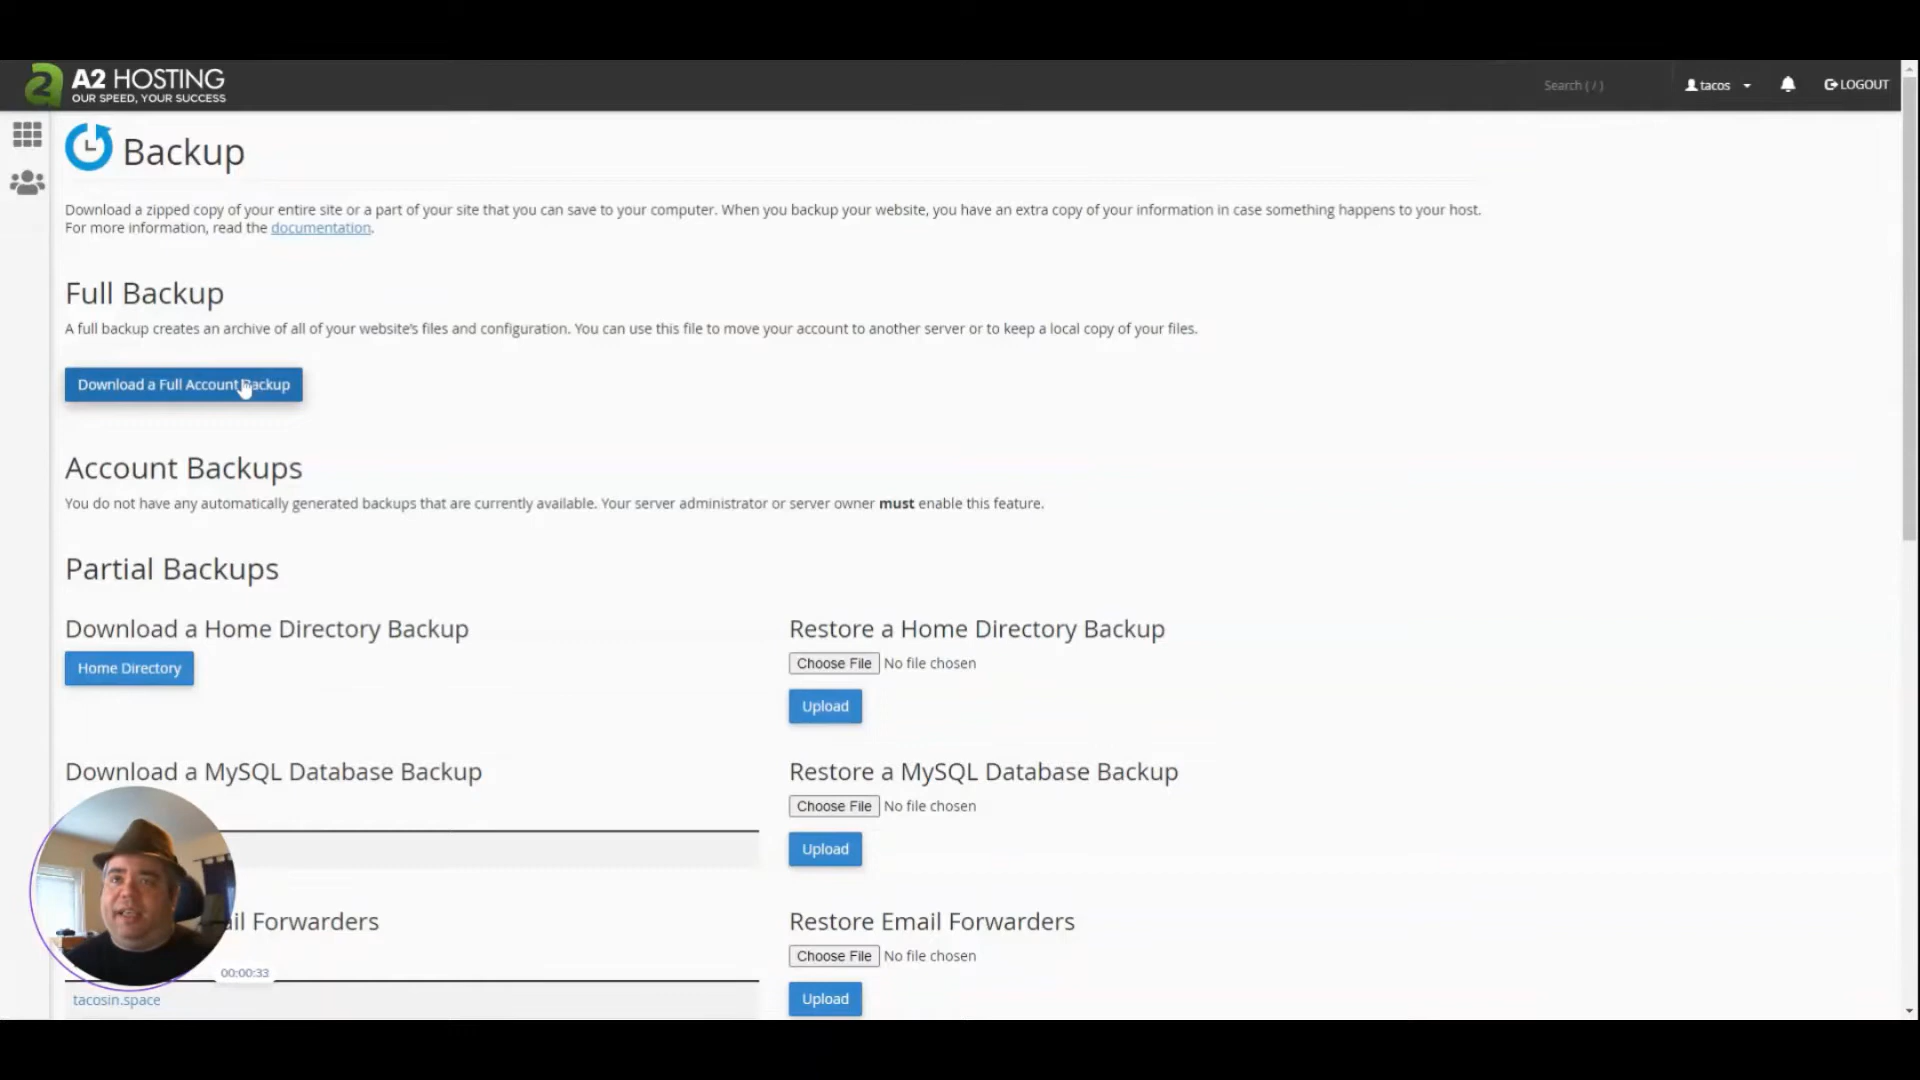 A2 HOSTING
OUR SPEED, YOUR SUCCESS
Search ( / )
tacos
LOGOUT
Backup
Download a zipped copy of your entire site or a part of your site that you can save to your computer. When you backup your website, you have an extra copy of your information in case something happens to your host.
For more information, read the documentation.
Full Backup
A full backup creates an archive of all of your website's files and configuration. You can use this file to move your account to another server or to keep a local copy of your files.
Download a Full Account Backup
Account Backups
You do not have any automatically generated backups that are currently available. Your server administrator or server owner must enable this feature.
Partial Backups
Download a Home Directory Backup
Home Directory
Restore a Home Directory Backup
Choose File No file chosen
Upload
Download a MySQL Database Backup
Restore a MySQL Database Backup
Choose File No file chosen
Upload
ail Forwarders
00:00:33
tacosin.space
Restore Email Forwarders
Choose File No file chosen
Upload